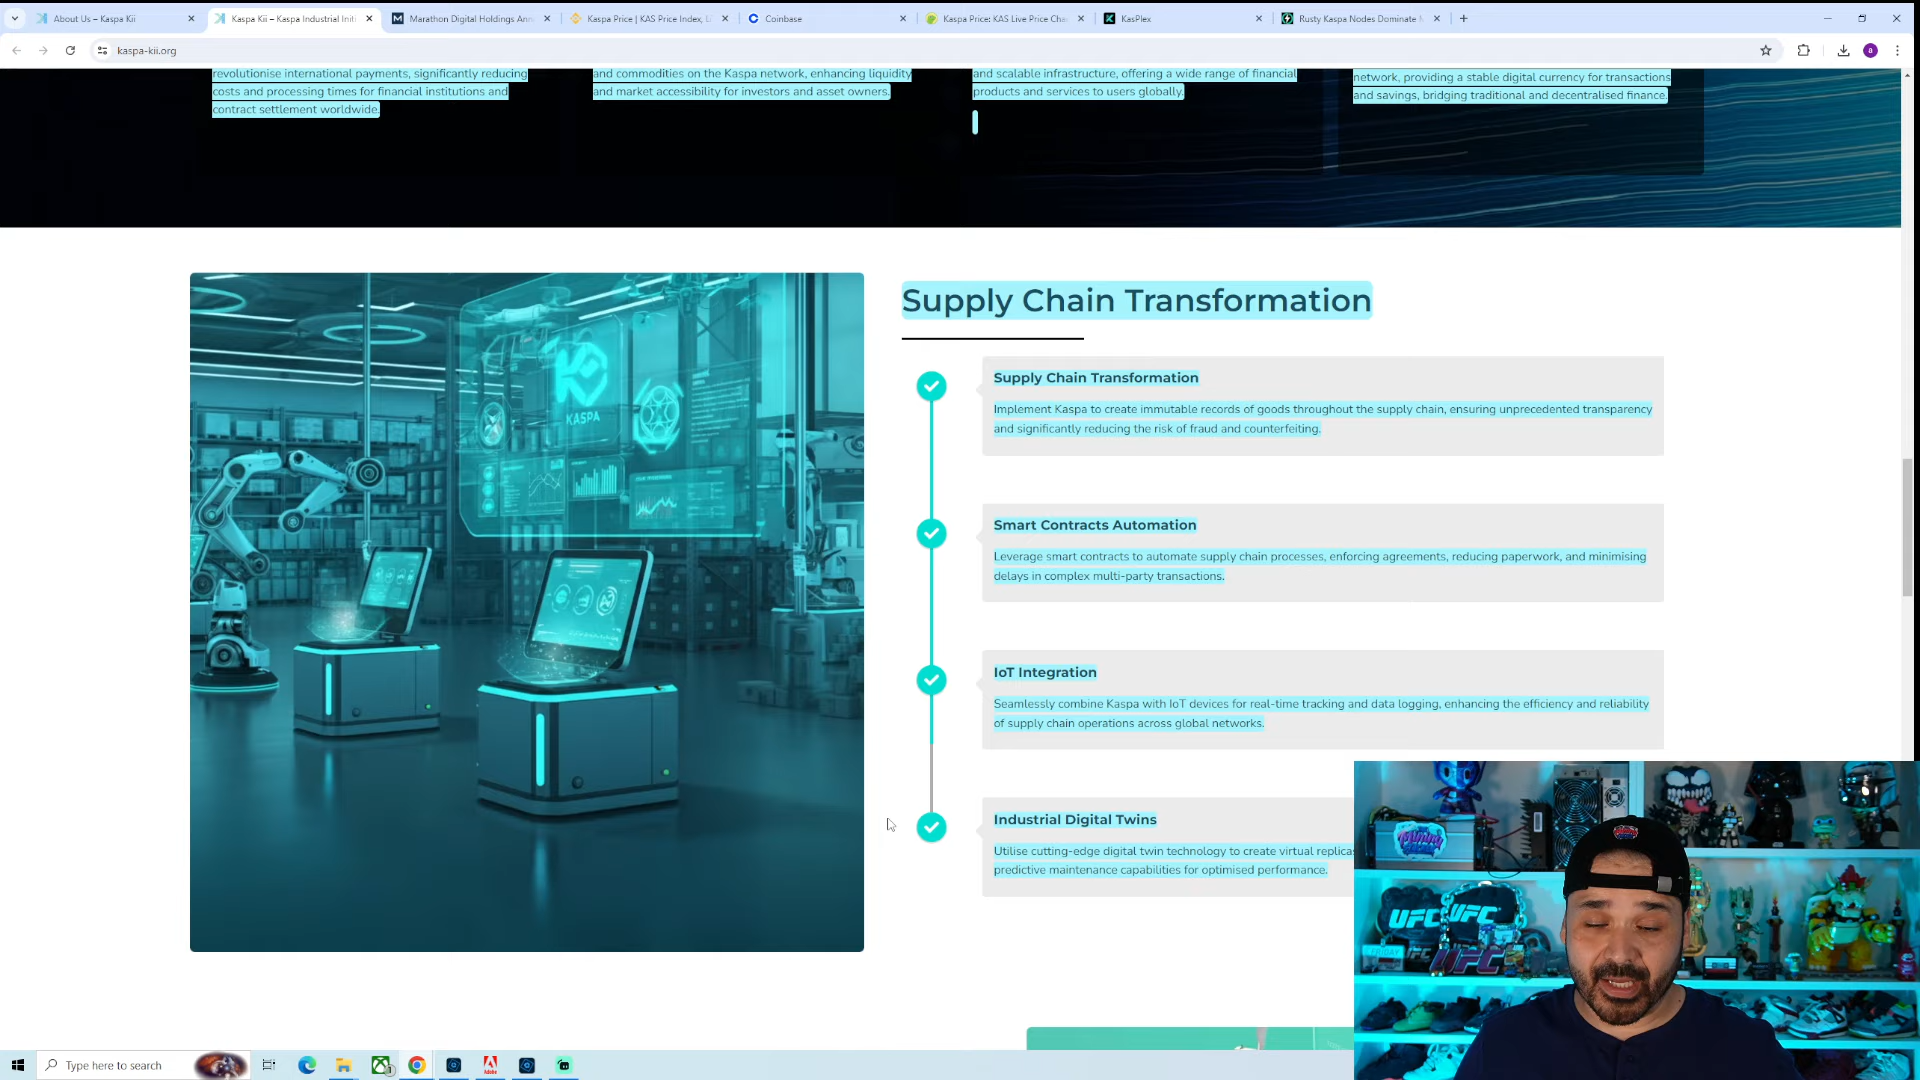 About Us – Kaspa Kii
Kaspa Kii – Kaspa Industrial Initi
Marathon Digital Holdings Ann
Kaspa Price | KAS Price Index, L
Coinbase
Kaspa Price: KAS Live Price Cha
KasPlex
Rusty Kaspa Nodes Dominate
kaspa-kii.org
revolutionise international payments, significantly reducing
costs and processing times for financial institutions and
contract settlement worldwide.
and commodities on the Kaspa network, enhancing liquidity
and market accessibility for investors and asset owners.
and scalable infrastructure, offering a wide range of financial
products and services to users globally.
network, providing a stable digital currency for transactions
and savings, bridging traditional and decentralised finance.
KASPA
Supply Chain Transformation
Supply Chain Transformation
Implement Kaspa to create immutable records of goods throughout the supply chain, ensuring unprecedented transparency
and significantly reducing the risk of fraud and counterfeiting.
Smart Contracts Automation
Leverage smart contracts to automate supply chain processes, enforcing agreements, reducing paperwork, and minimising
delays in complex multi-party transactions.
IoT Integration
Seamlessly combine Kaspa with IoT devices for real-time tracking and data logging, enhancing the efficiency and reliability
of supply chain operations across global networks.
Industrial Digital Twins
Utilise cutting-edge digital twin technology to create virtual replicas
predictive maintenance capabilities for optimised performance.
UFC UFC
UFC
UFC
Type here to search